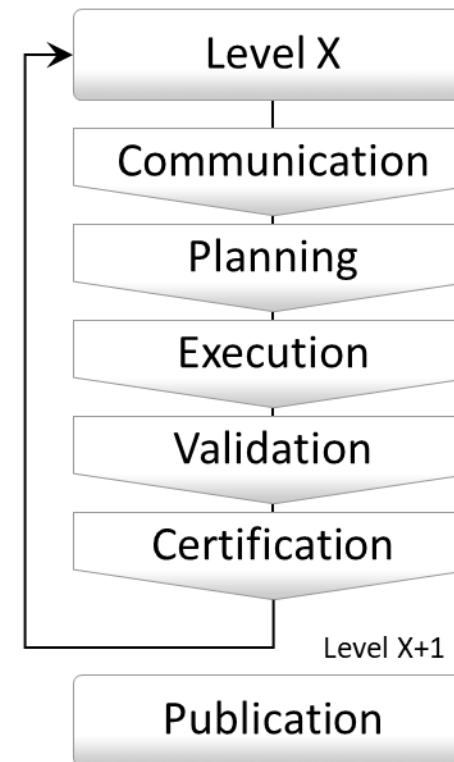 Level X
Communication
Planning
Execution
Validation
Certification
Level X+1
Publication